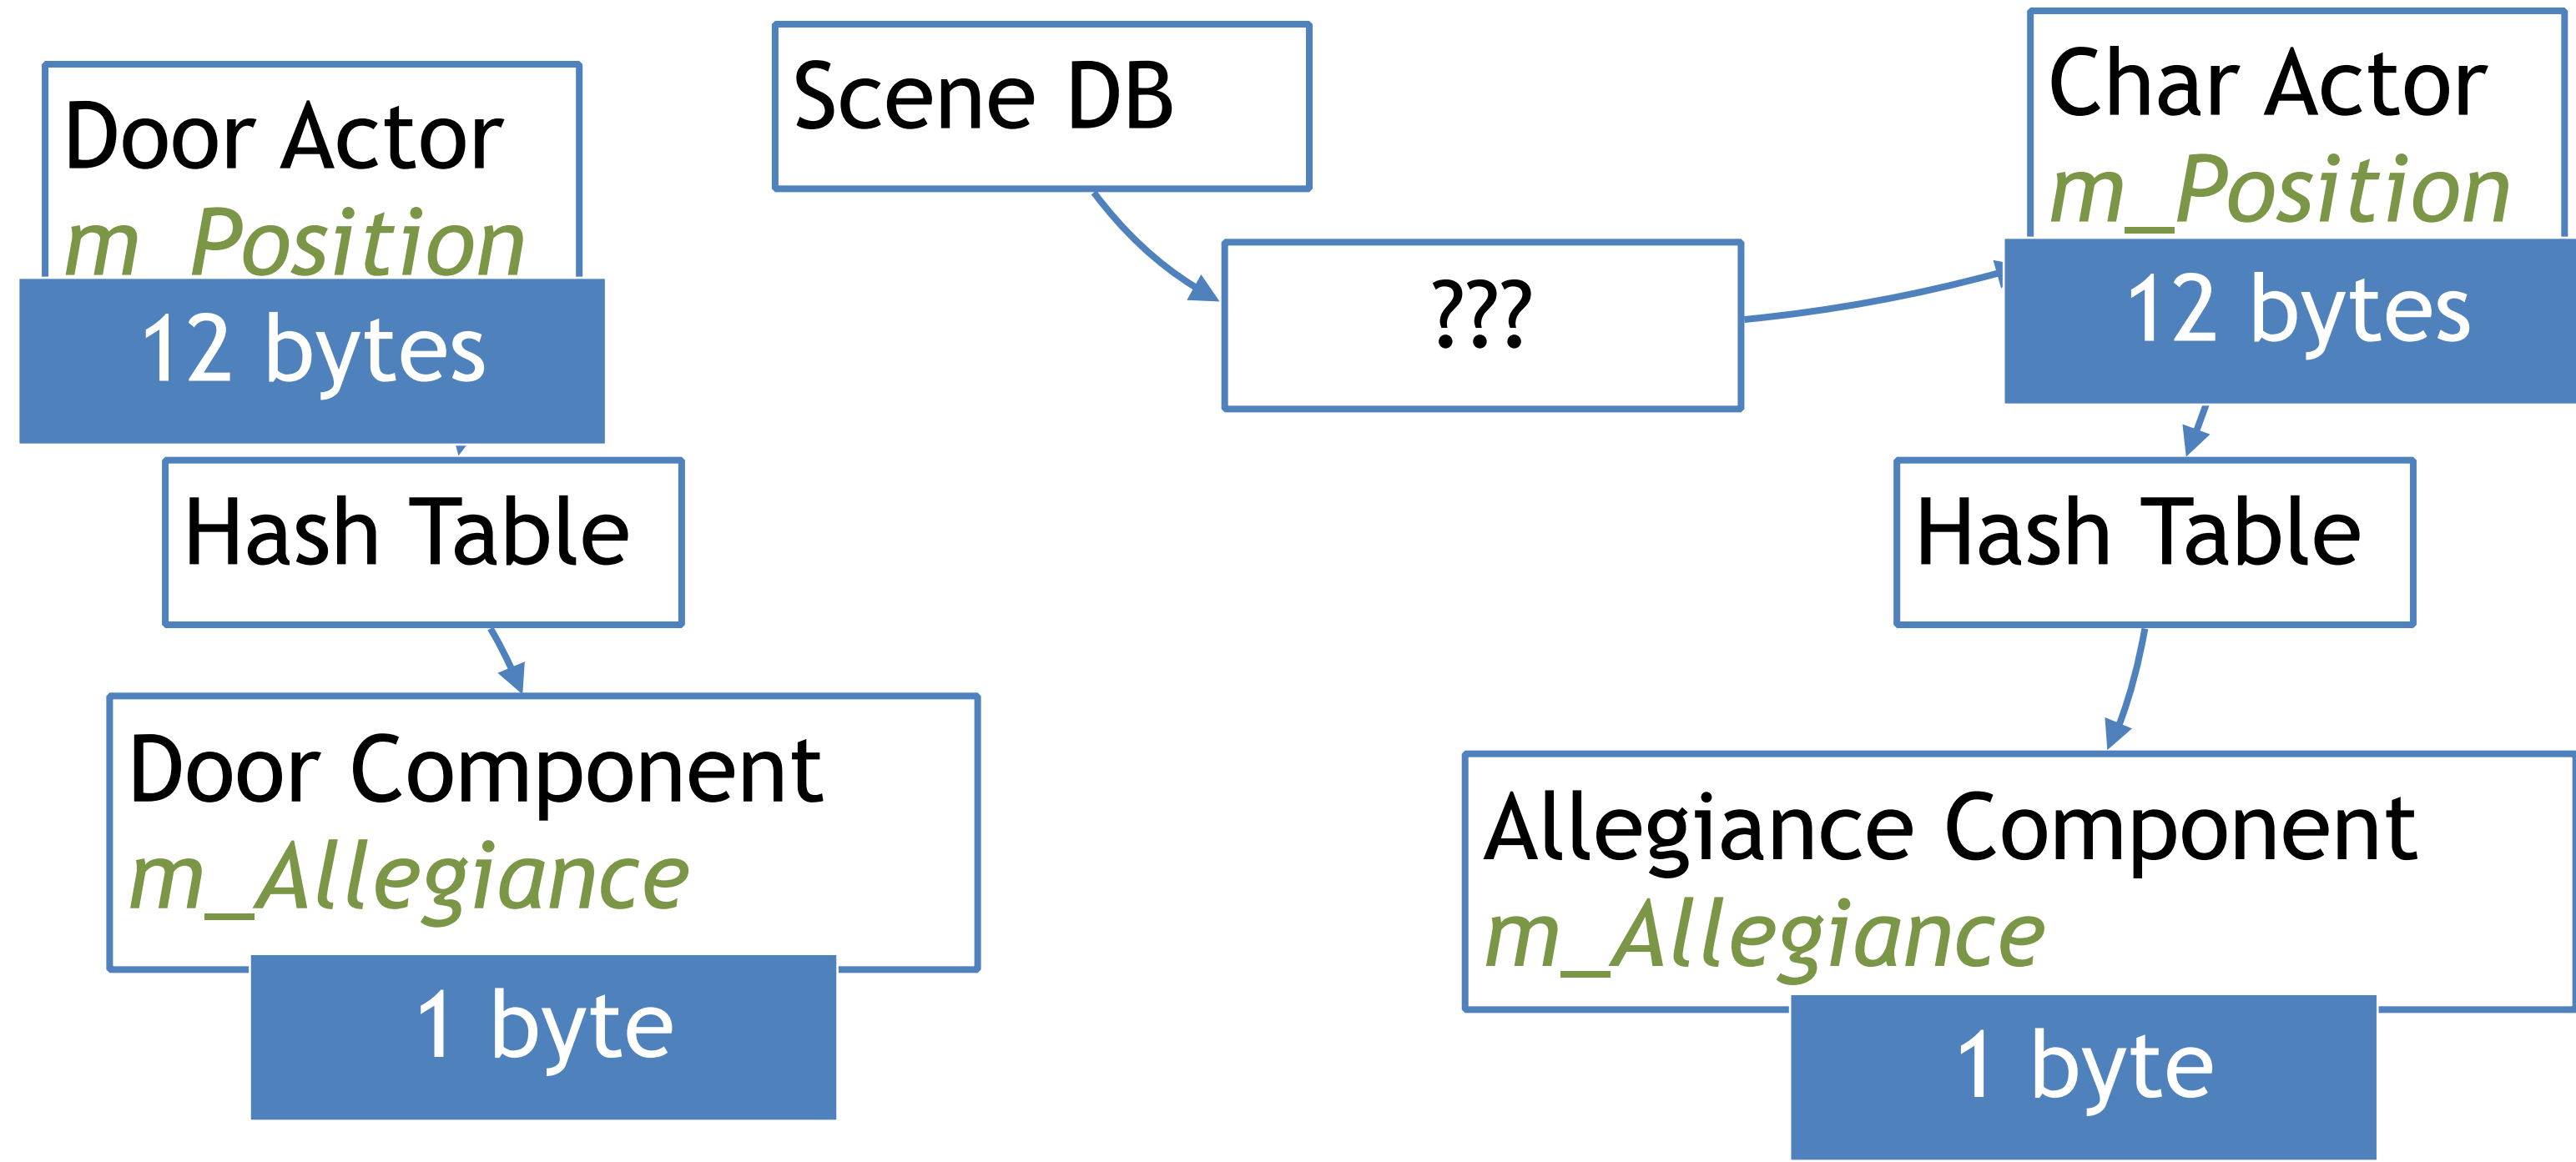 Door Actor
m_Position
12 bytes
Hash Table
Door Component
m_Allegiance
1 byte
Scene DB
???
Char Actor
m_Position
12 bytes
Hash Table
Allegiance Component
m_Allegiance
1 byte